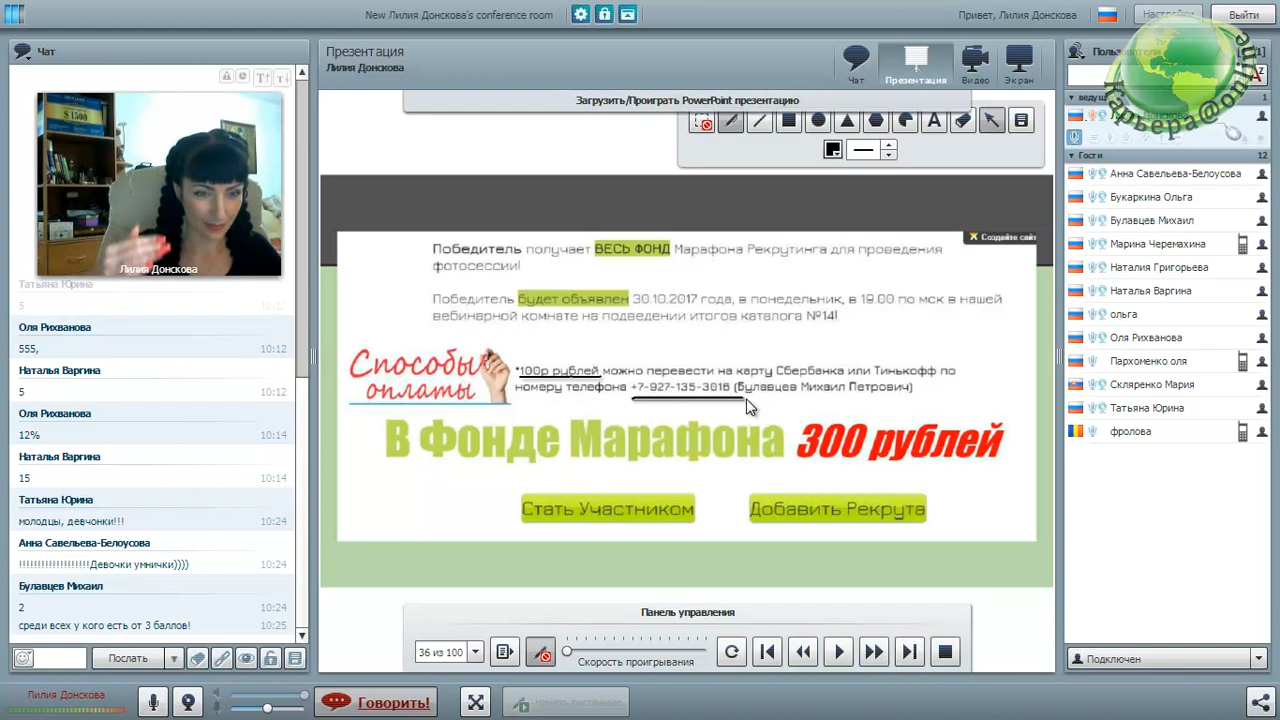 New Лилия Донскова's conference room
Привет, Лилия Донскова
Настройки
Выйти
Чат
Лилия Донскова
Татьяна Юрина
5
Оля Рихванова
555,
10:12
Наталья Варгина
5
10:12
Оля Рихванова
12%
10:14
Наталья Варгина
15
10:14
Татьяна Юрина
молодцы, девчонки!!!
10:24
Анна Савельева-Белоусова
!!!!!!!!!!!!!!!!!!!Девочки умнички))))
10:24
Булавцев Михаил
2
10:24
среди всех у кого есть от 3 баллов!
10:25
Послать
Презентация
Лилия Донскова
Чат
Презентация
Видео
Экран
Загрузить/Проиграть PowerPoint презентацию
Создайте сайт
Победитель получает ВЕСЬ ФОНД Марафона Рекрутинга для проведения
фотосессии!
Победитель будет объявлен 30.10.2017 года, в понедельник, в 19.00 по мск в нашей
вебинарной комнате на подведении итогов каталога №14!
Способы
оплаты
*100р рублей можно перевести на карту Сбербанка или Тинькофф по
номеру телефона +7-927-135-3816 (Булавцев Михаил Петрович)
В Фонде Марафона 300 рублей
Стать Участником
Добавить Рекрута
Панель управления
36 из 100
Скорость проигрывания
Пользователи
Карьера@online
ведущ
1
Гости
12
Анна Савельева-Белоусова
Букаркина Ольга
Булавцев Михаил
Марина Черемахина
Наталия Григорьева
Наталья Варгина
ольга
Оля Рихванова
Пархоменко оля
Скляренко Мария
Татьяна Юрина
фролова
Подключен
Лилия Донскова
Говорить!
Начать рисование